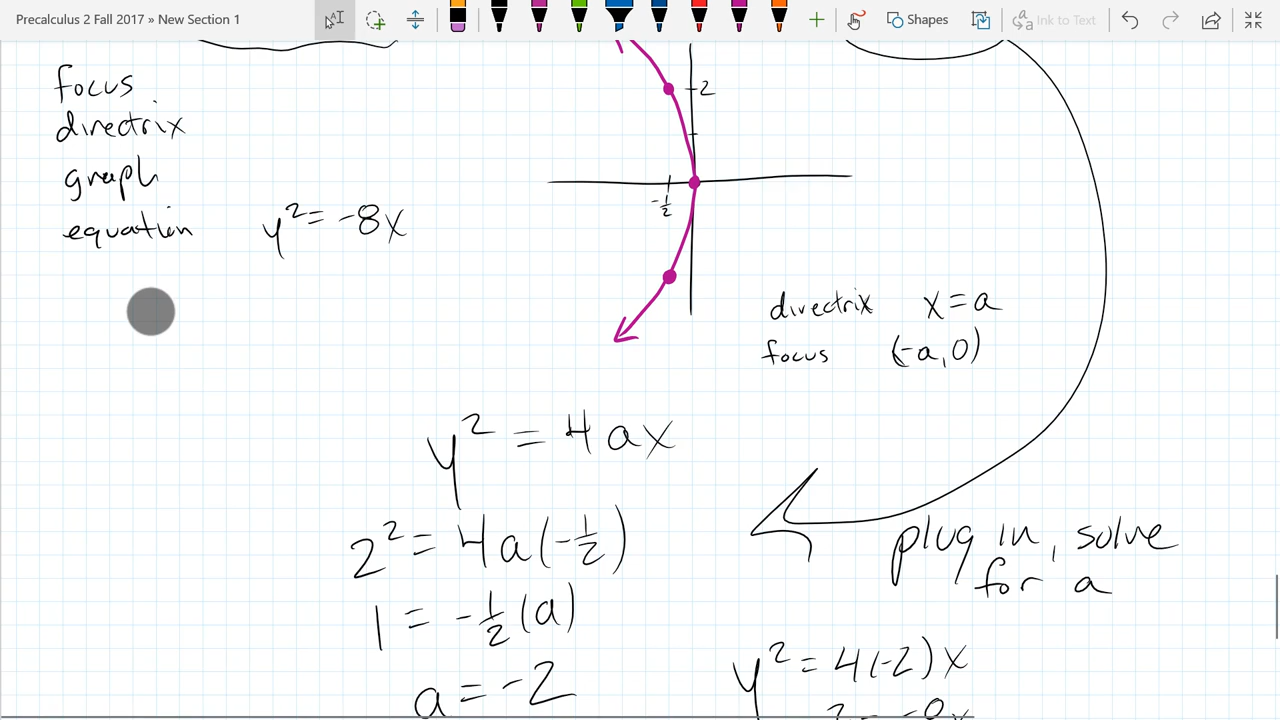 Precalculus 2 Fall 2017 » New Section 1
Shapes
Ink to Text
focus
directrix
graph
equation
y² = -8x
2
-1/2
directrix x = a
focus (-a, 0)
y² = 4ax
2² = 4a(-1/2)
1 = -1/2(a)
a = -2
plug in, solve
for a
y² = 4(-2)x